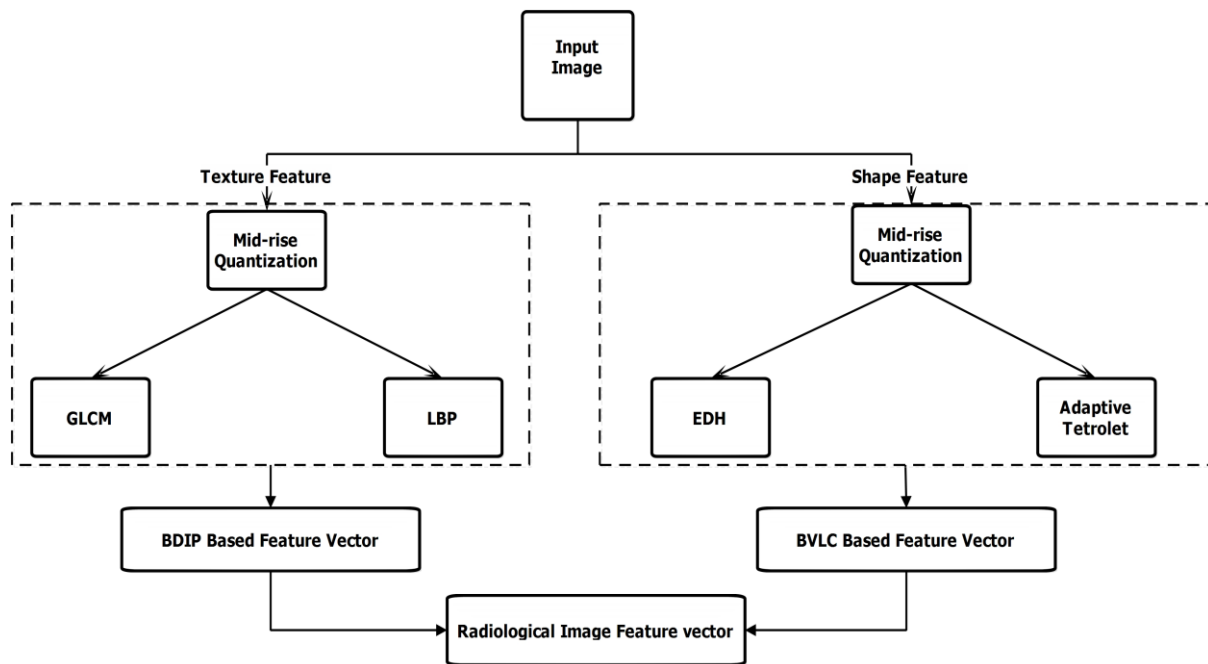 Input
Image
Texture Feature
Shape Feature
Mid-rise
Quantization
Mid-rise
Quantization
GLCM
LBP
EDH
Adaptive
Tetrolet
BDIP Based Feature Vector
BVLC Based Feature Vector
Radiological Image Feature vector